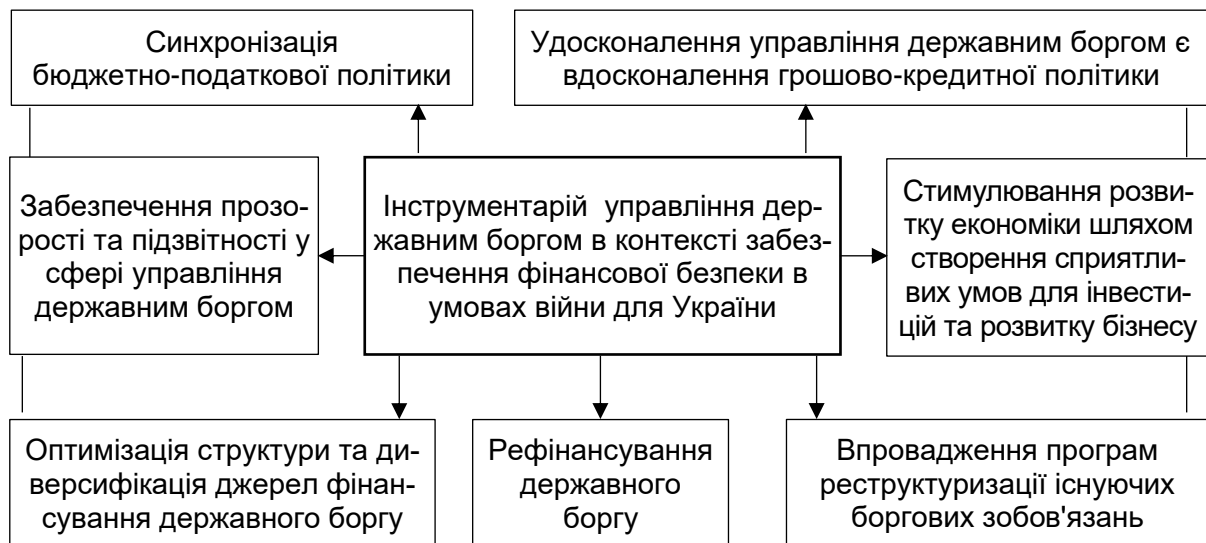 Синхронізація
бюджетно-податкової політики
Удосконалення управління державним боргом є
вдосконалення грошово-кредитної політики
Забезпечення прозо-
рості та підзвітності у
сфері управління
державним боргом
Інструментарій управління дер-
жавним боргом в контексті забез-
печення фінансової безпеки в
умовах війни для України
Стимулювання розви-
тку економіки шляхом
створення сприятли-
вих умов для інвести-
цій та розвитку бізнесу
Оптимізація структури та ди-
версифікація джерел фінан-
сування державного боргу
Рефінансування
державного
боргу
Впровадження програм
реструктуризації існуючих
боргових зобов'язань